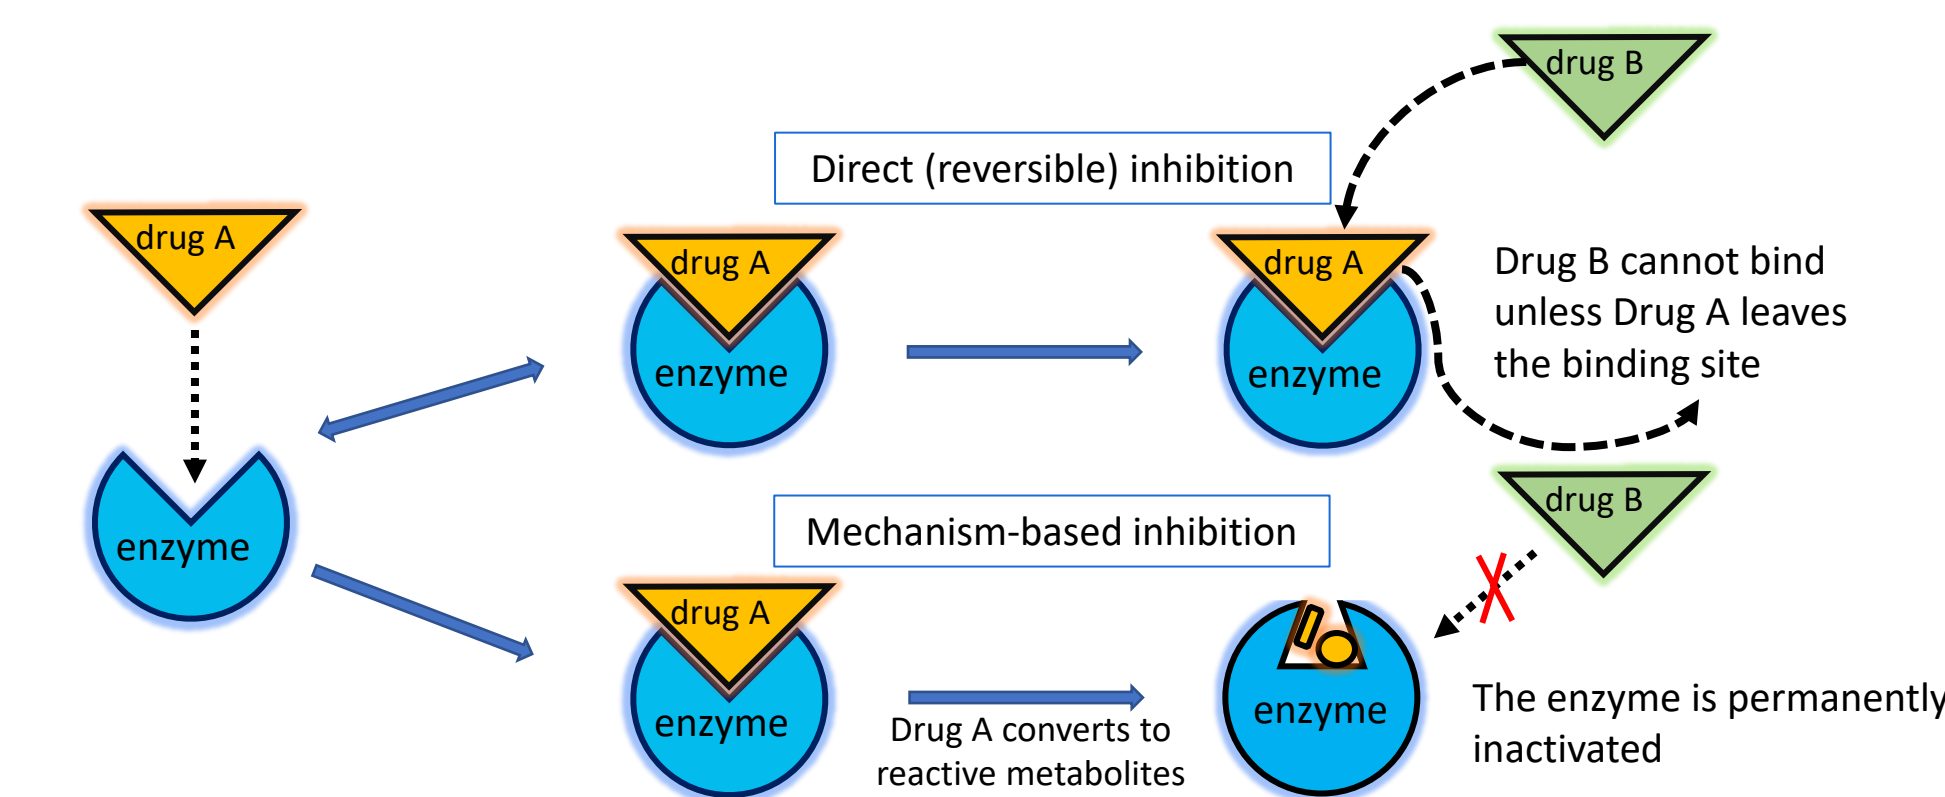 drug B
Direct (reversible) inhibition
drug A
drug A
drug A
enzyme
enzyme
Drug B cannot bind
unless Drug A leaves
the binding site
enzyme
Mechanism-based inhibition
drug B
drug A
enzyme
Drug A converts to
reactive metabolites
enzyme
The enzyme is permanently
inactivated